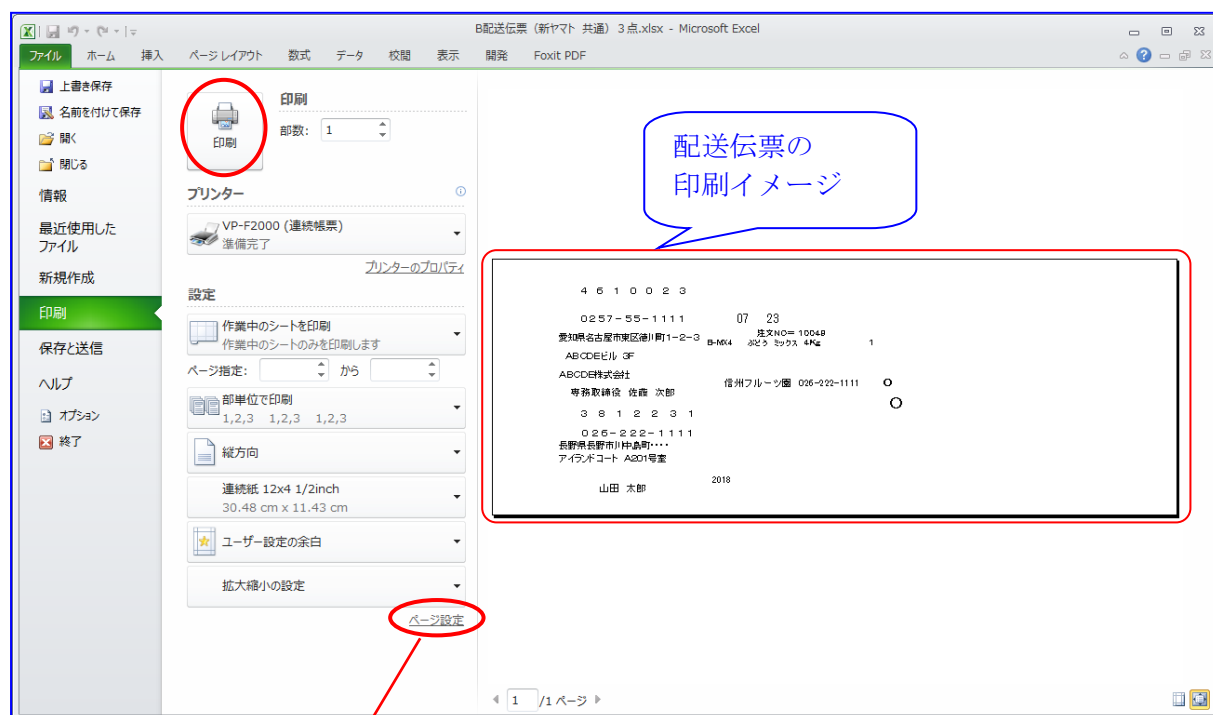 B配送伝票（新ヤマト 共通）３点.xlsx - Microsoft Excel
ファイル ホーム 挿入 ページ レイアウト 数式 データ 校閲 表示 開発 Foxit PDF
上書き保存
名前を付けて保存
開く
閉じる
情報
最近使用した
ファイル
新規作成
印刷
保存と送信
ヘルプ
オプション
終了
印刷
印刷
部数: 1
プリンター
VP-F2000 (連続帳票)
準備完了
プリンターのプロパティ
設定
作業中のシートを印刷
作業中のシートのみを印刷します
ページ指定: から
部単位で印刷
1,2,3 1,2,3 1,2,3
縦方向
連続紙 12x4 1/2inch
30.48 cm x 11.43 cm
ユーザー設定の余白
拡大縮小の設定
ページ設定
配送伝票の
印刷イメージ
4 6 1 0 0 2 3
0257-55-1111 07 23
注文NO= 10049
愛知県名古屋市東区徳川町1-2-3 B-MX4 ぶどう ミックス 4Kg 1
ABCDEビル 3F
ABCDE株式会社
信州フルーツ園 026-222-1111 O
専務取締役 佐藤 次郎
O
3 8 1 2 2 3 1
026-222-1111
長野県長野市川中島町････
アイランドコート A201号室
2018
山田 太郎
1 /1 ページ